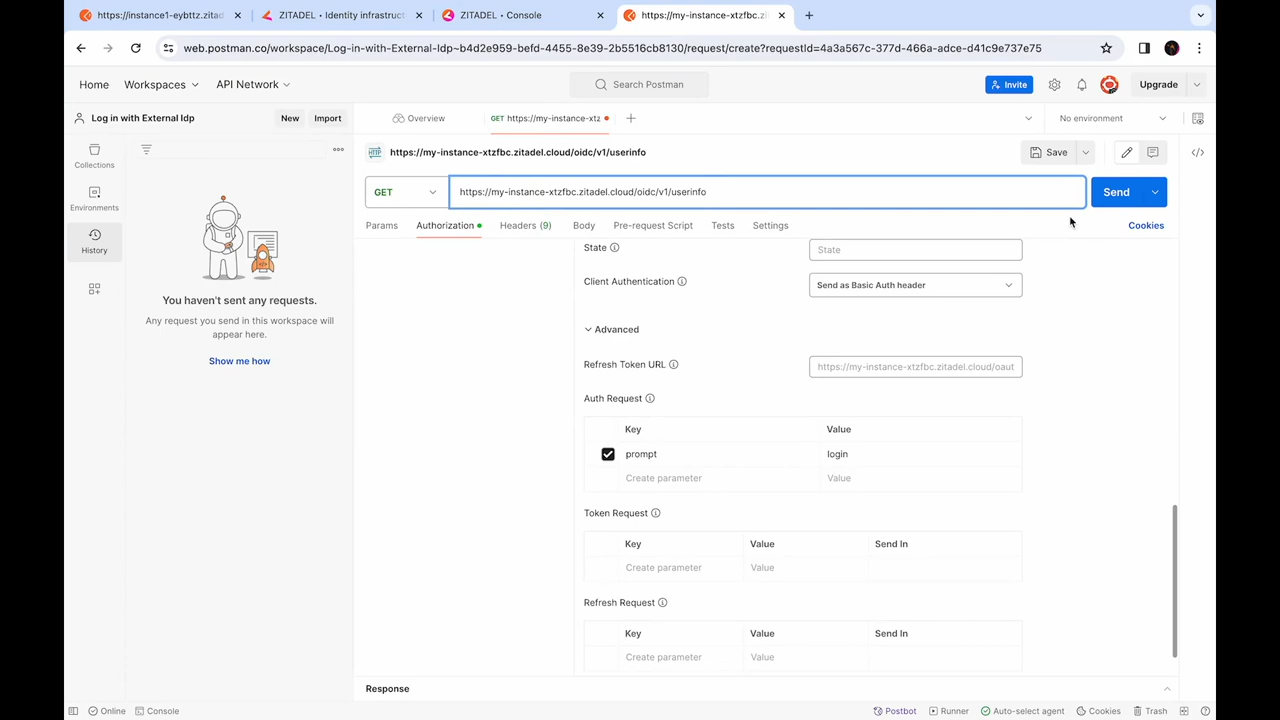 https://instance1-eybttz.zitad
ZITADEL • Identity infrastruct
ZITADEL • Console
https://my-instance-xtzfbc.zi
web.postman.co/workspace/Log-in-with-External-Idp~b4d2e959-befd-4455-8e39-2b5516cb8130/request/create?requestId=4a3a567c-377d-466a-adce-d41c9e737e75
Home
Workspaces
API Network
Search Postman
Invite
Upgrade
Log in with External Idp
New
Import
Overview
GET https://my-instance-xtz
No environment
Collections
Environments
History
You haven't sent any requests.
Any request you send in this workspace will
appear here.
Show me how
https://my-instance-xtzfbc.zitadel.cloud/oidc/v1/userinfo
Save
GET
https://my-instance-xtzfbc.zitadel.cloud/oidc/v1/userinfo
Send
Params
Authorization
Headers (9)
Body
Pre-request Script
Tests
Settings
Cookies
State
State
Client Authentication
Send as Basic Auth header
Advanced
Refresh Token URL
https://my-instance-xtzfbc.zitadel.cloud/oaut
Auth Request
Key
Value
prompt
login
Create parameter
Value
Token Request
Key
Value
Send In
Create parameter
Value
Refresh Request
Key
Value
Send In
Create parameter
Value
Response
Online
Console
Postbot
Runner
Auto-select agent
Cookies
Trash